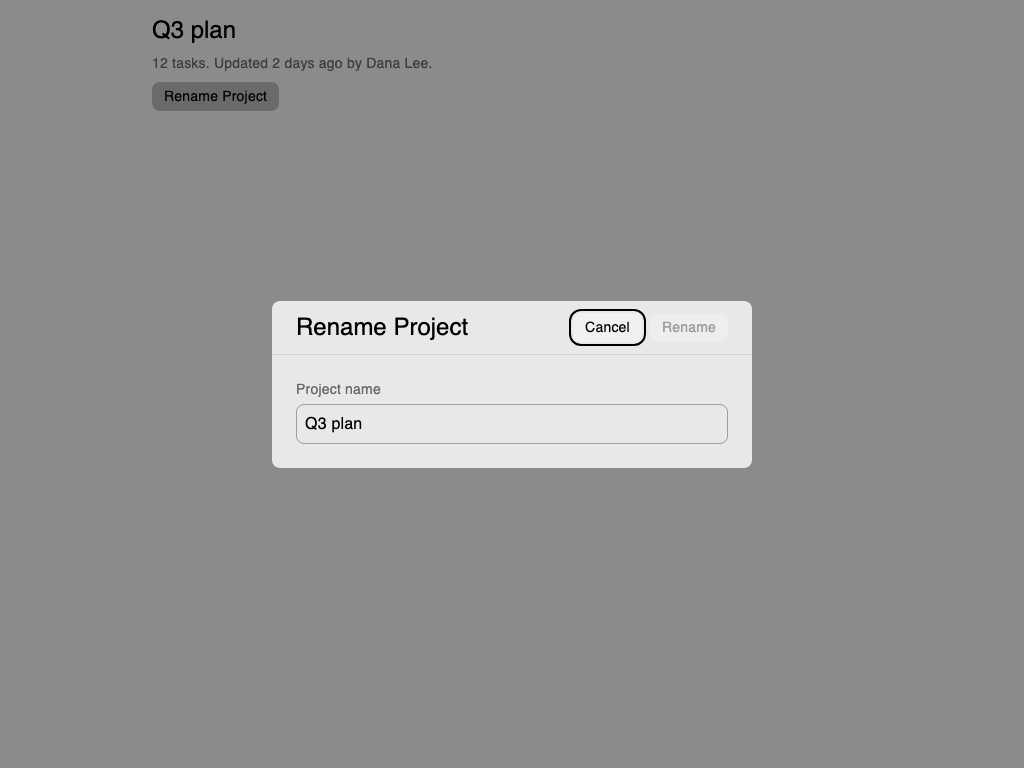 Q3 plan
12 tasks. Updated 2 days ago by Dana Lee.
Rename Project
Rename Project
Cancel
Rename
Project name
Q3 plan